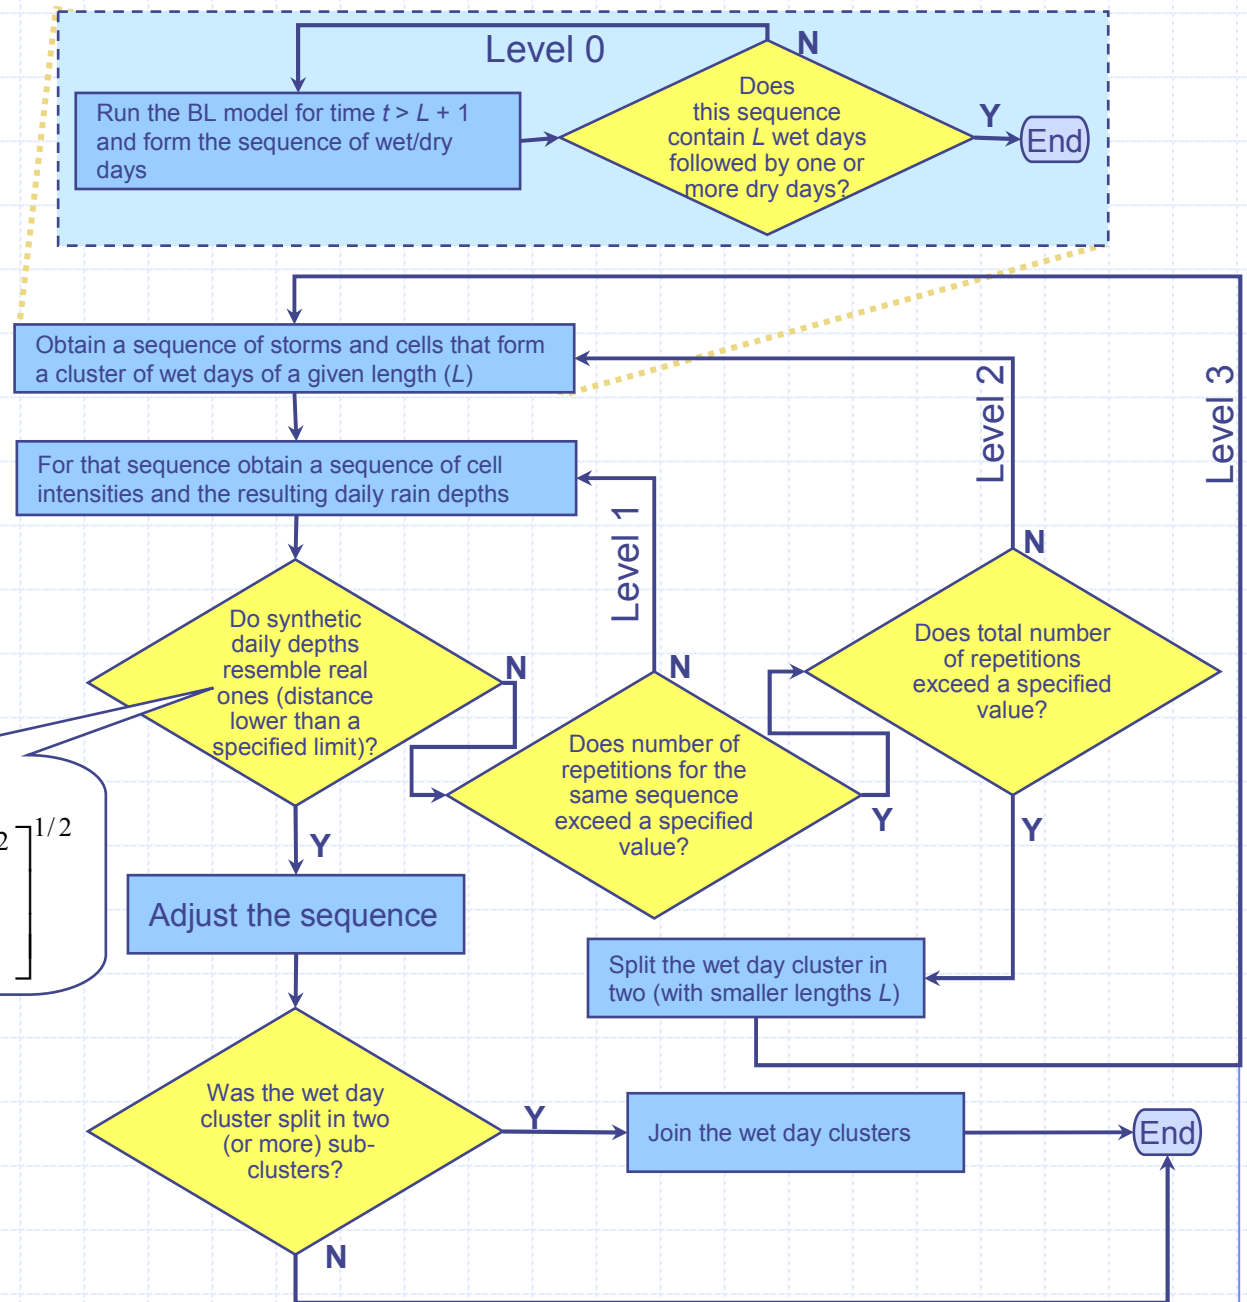 Level 0
N
Run the BL model for time t > L + 1
and form the sequence of wet/dry
days
Does
this sequence
contain L wet days
followed by one or
more dry days?
Y
End
Obtain a sequence of storms and cells that form
a cluster of wet days of a given length (L)
Level 2
Level 3
For that sequence obtain a sequence of cell
intensities and the resulting daily rain depths
Level 1
N
Do synthetic
daily depths
resemble real
ones (distance
lower than a
specified limit)?
N
N
Does total number
of repetitions
exceed a specified
value?
Does number of
repetitions for the
same sequence
exceed a specified
value?
Y
Y
Y
2 ]1/2
Adjust the sequence
Split the wet day cluster in
two (with smaller lengths L)
Was the wet day
cluster split in two
(or more) sub-
clusters?
Y
Join the wet day clusters
End
N